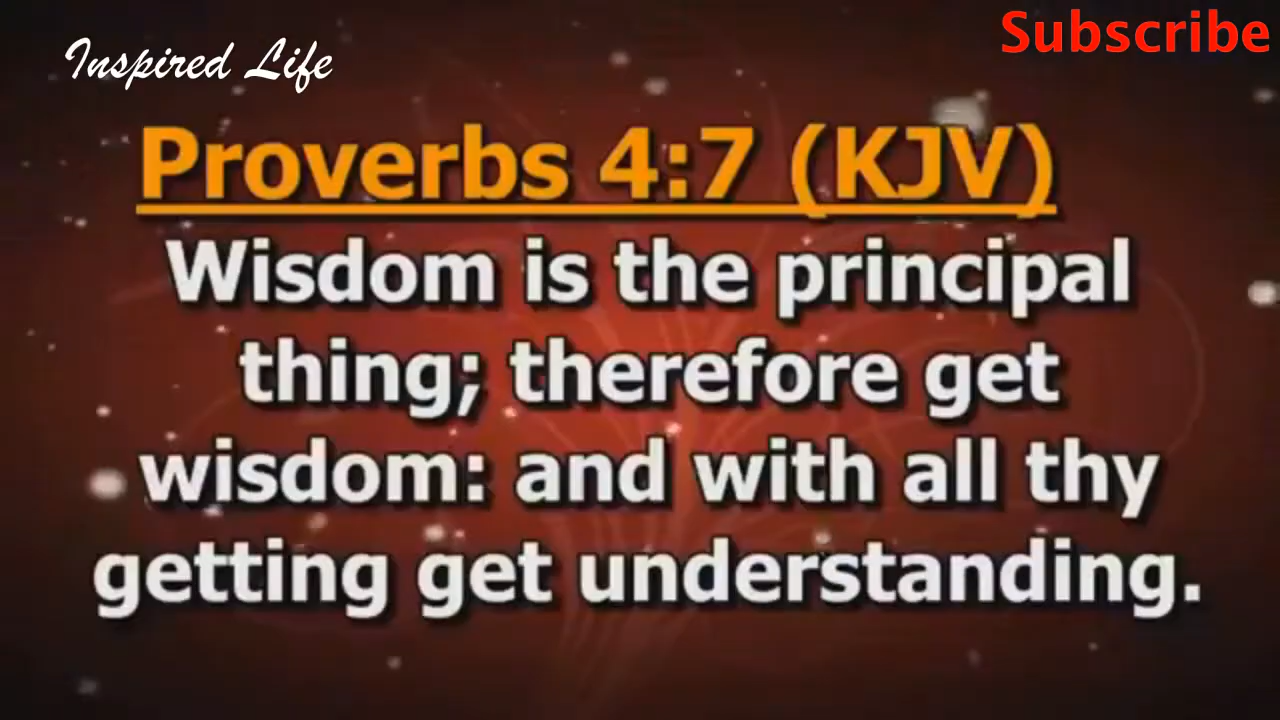 Inspired Life
Subscribe
Proverbs 4:7 (KJV)
Wisdom is the principal
thing; therefore get
wisdom: and with all thy
getting get understanding.